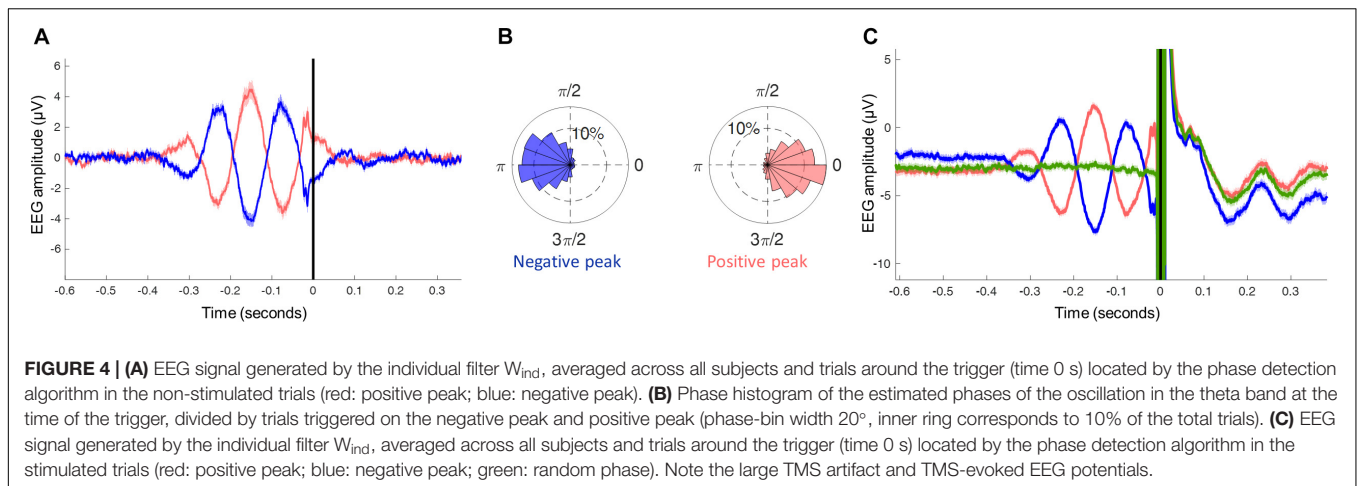 A
B
C
EEG amplitude (μV)
6
4
2
0
-2
-4
-6
-0.6 -0.5 -0.4 -0.3 -0.2 -0.1 0 0.1 0.2 0.3
Time (seconds)
π/2
10%
π
3π/2
Negative peak
π/2
10%
0
3π/2
Positive peak
EEG amplitude (μV)
5
0
-5
-10
-0.6 -0.5 -0.4 -0.3 -0.2 -0.1 0 0.1 0.2 0.3
Time (seconds)
FIGURE 4 | (A) EEG signal generated by the individual filter Wind, averaged across all subjects and trials around the trigger (time 0 s) located by the phase detection
algorithm in the non-stimulated trials (red: positive peak; blue: negative peak). (B) Phase histogram of the estimated phases of the oscillation in the theta band at the
time of the trigger, divided by trials triggered on the negative peak and positive peak (phase-bin width 20°, inner ring corresponds to 10% of the total trials). (C) EEG
signal generated by the individual filter Wind, averaged across all subjects and trials around the trigger (time 0 s) located by the phase detection algorithm in the
stimulated trials (red: positive peak; blue: negative peak; green: random phase). Note the large TMS artifact and TMS-evoked EEG potentials.